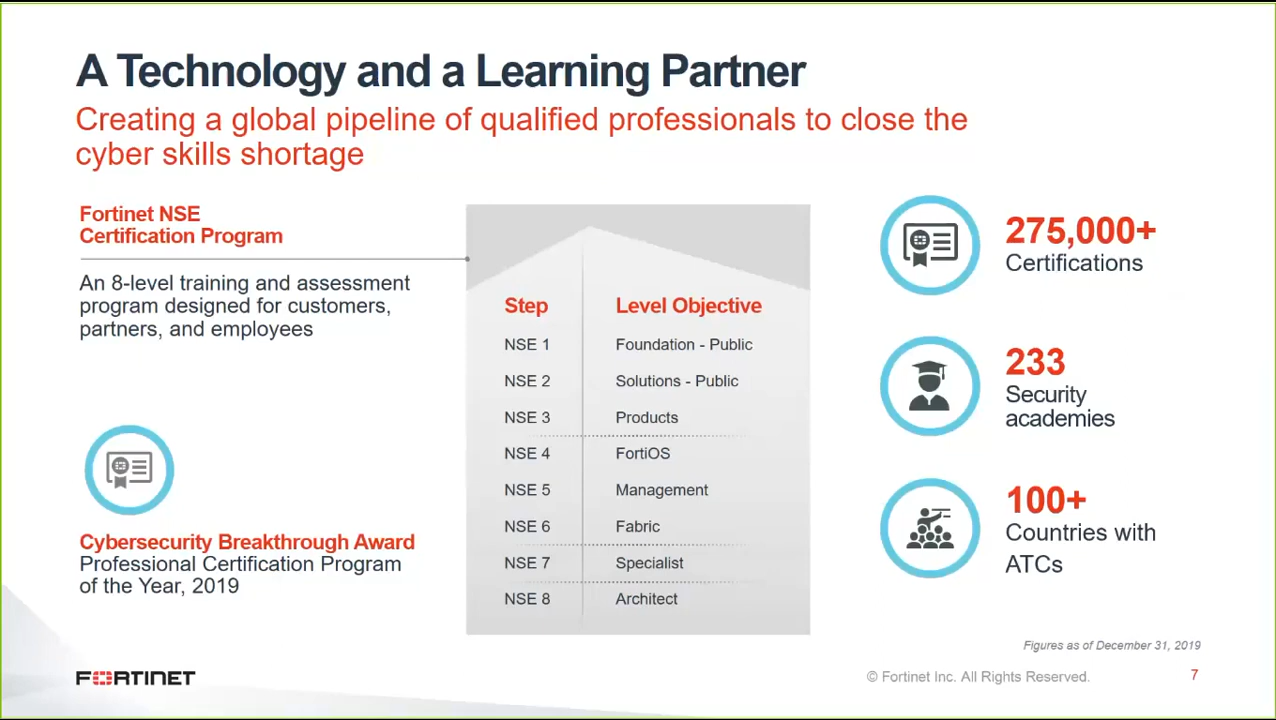 A Technology and a Learning Partner
Creating a global pipeline of qualified professionals to close the
cyber skills shortage
Fortinet NSE
Certification Program
An 8-level training and assessment
program designed for customers,
partners, and employees
Cybersecurity Breakthrough Award
Professional Certification Program
of the Year, 2019
Step Level Objective
NSE 1 Foundation - Public
NSE 2 Solutions - Public
NSE 3 Products
NSE 4 FortiOS
NSE 5 Management
NSE 6 Fabric
NSE 7 Specialist
NSE 8 Architect
275,000+
Certifications
233
Security
academies
100+
Countries with
ATCs
Figures as of December 31, 2019
FORTINET
© Fortinet Inc. All Rights Reserved.
7